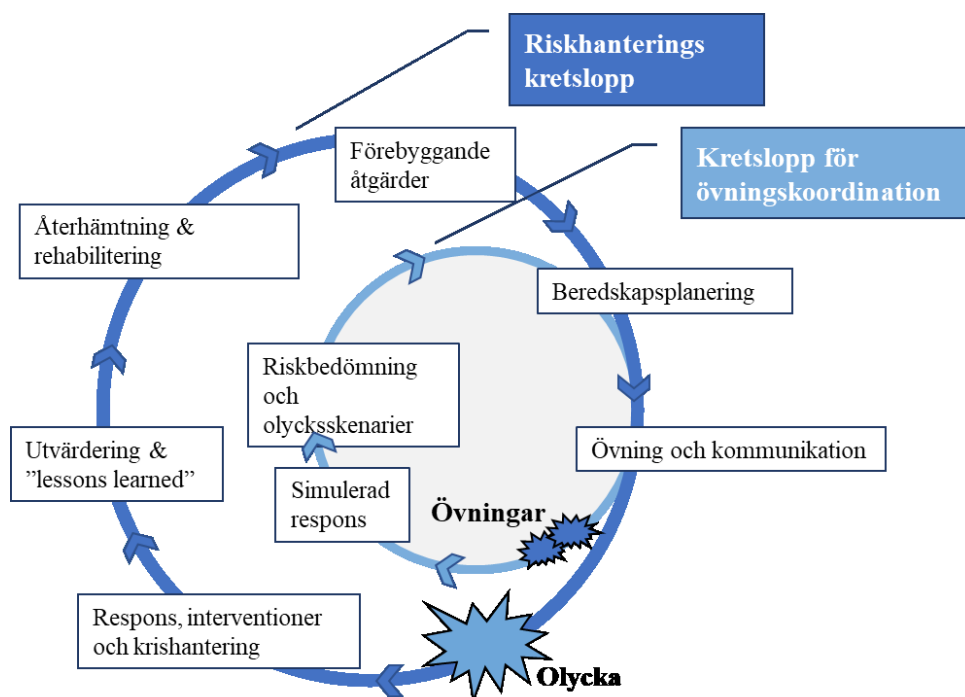 Riskhanterings
kretslopp
Förebyggande
åtgärder
Kretslopp för
övningskoordination
Återhämtning &
rehabilitering
Beredskapsplanering
Riskbedömning
och
olycksskenarier
Utvärdering &
”lessons learned”
Övning och kommunikation
Simulerad
respons
Övningar
Respons, interventioner
och krishantering
Olycka